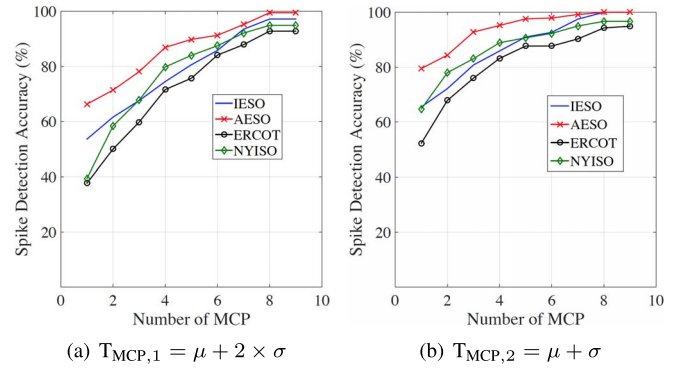 100
80
60
40
20
0 2 4 6 8 10
Spike Detection Accuracy (%)
Number of MCP
IESO
AESO
ERCOT
NYISO
(a) T_MCP,1 = μ + 2 × σ
100
80
60
40
20
0 2 4 6 8 10
Spike Detection Accuracy (%)
Number of MCP
IESO
AESO
ERCOT
NYISO
(b) T_MCP,2 = μ + σ